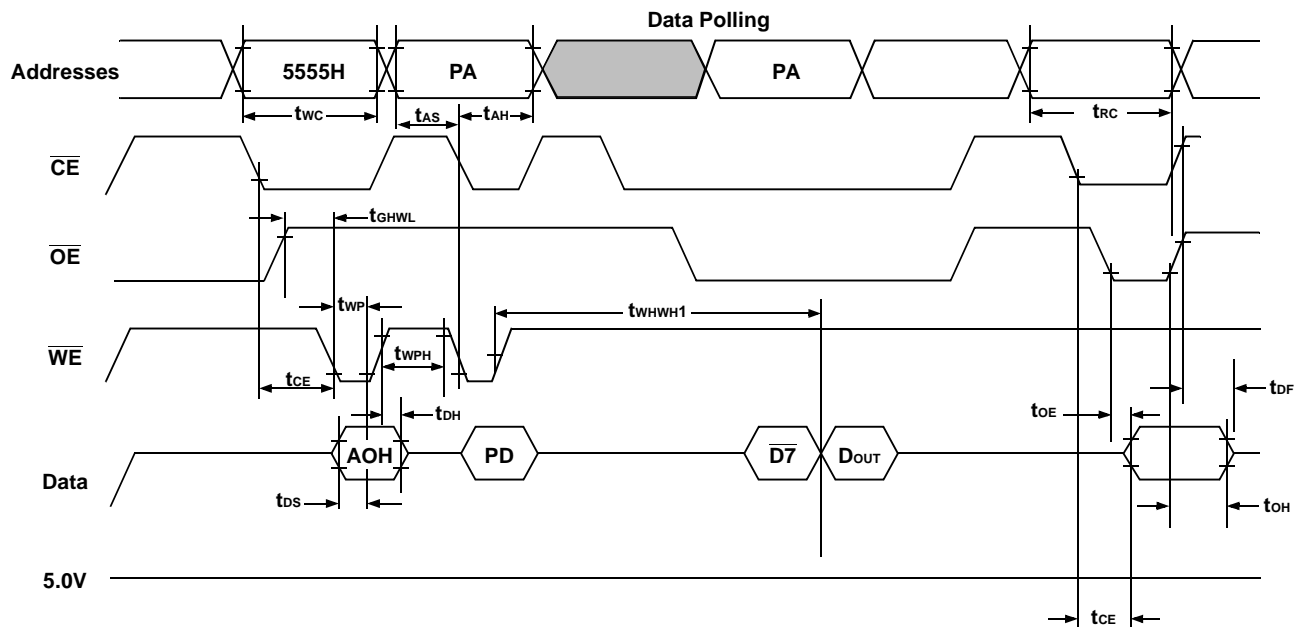 Data Polling
Addresses
5555H
PA
PA
tWC
tAS
tAH
tRC
CE
tGHWL
OE
tWP
tWHWH1
WE
tWPH
tCE
tDH
tOE
tDF
AOH
PD
D7
DOUT
Data
tDS
tOH
5.0V
tCE